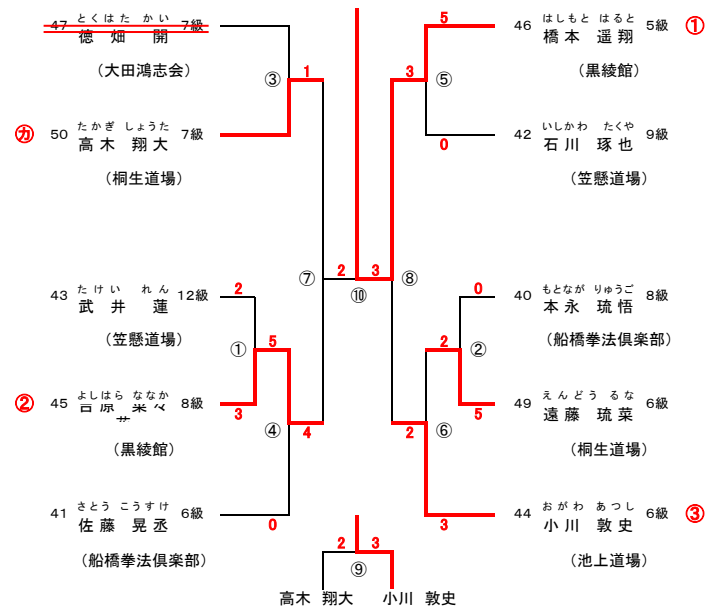 とくはた かい
47 徳畑 開 7級
(大田鴻志会)
③
1
カ
たかぎ しょうた
50 高木 翔大 7級
(桐生道場)
⑦
2
3
⑩
⑧
たけい れん
43 武井 蓮 12級
2
(笠懸道場)
①
5
②
よしはら ななか
45 吉原 菜々 8級
3
④
4
(黒綾館)
さとう こうすけ
41 佐藤 晃丞 6級
0
(船橋拳法倶楽部)
2
3
⑨
高木 翔大
小川 敦史
5
はしもと はると
46 橋本 遥翔 5級
①
(黒綾館)
3
⑤
いしかわ たくや
42 石川 琢也 9級
0
(笠懸道場)
0
もとなが りゅうご
40 本永 琉悟 8級
(船橋拳法倶楽部)
2
②
えんどう るな
49 遠藤 琉菜 6級
5
(桐生道場)
2
⑥
おがわ あつし
44 小川 敦史 6級
③
3
(池上道場)